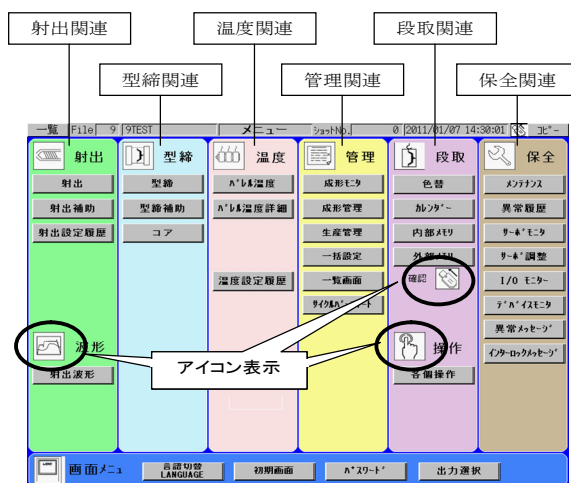 射出関連 温度関連 段取関連
型締関連 管理関連 保全関連
一覧 File 9 9TEST メニュー ショットNo. 0 2011/01/07 14:30:01 コピー
射出 型締 温度 管理 段取 保全
射出 型締 バレル温度 成形モニタ 色替 メンテナンス
射出補助 型締補助 バレル温度詳細 成形管理 カレンダー 異常履歴
射出設定履歴 コア 生産管理 内部メモリ サーボモニタ
一括設定 外部メモリ サーボ調整
温度設定履歴 一覧画面 確認 I/O モニター
デバイスモニタ
異常メッセージ
波形 操作 インターロックメッセージ
アイコン表示
射出波形 各個操作
画面メニュー 言語切替 初期画面 パスワード 出力選択
LANGUAGE